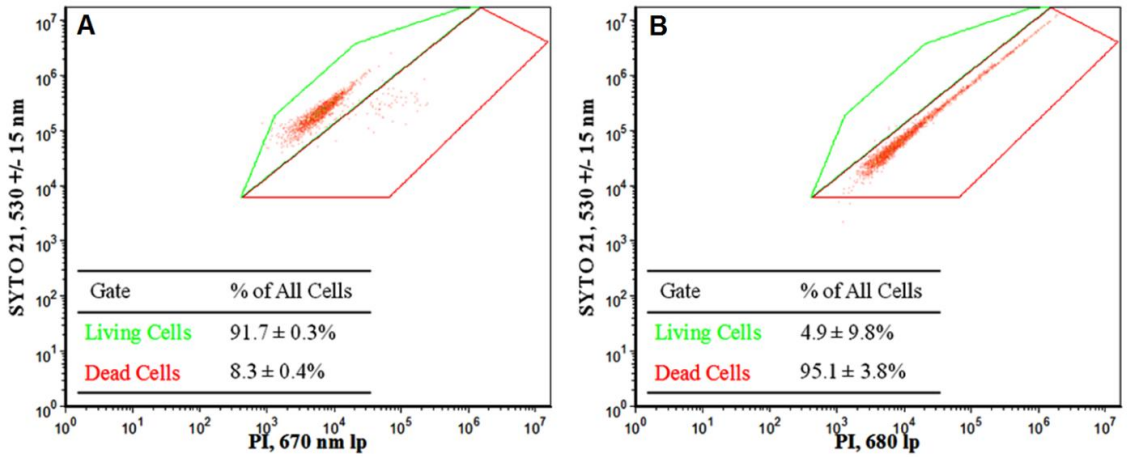 A
10^7
10^6
10^5
10^4
10^3
10^2
10^1
10^0
SYTO 21, 530 +/- 15 nm
Gate % of All Cells
Living Cells 91.7 ± 0.3%
Dead Cells 8.3 ± 0.4%
10^0 10^1 10^2 10^3 10^4 10^5 10^6 10^7
PI, 670 nm lp
B
10^7
10^6
10^5
10^4
10^3
10^2
10^1
10^0
SYTO 21, 530 +/- 15 nm
Gate % of All Cells
Living Cells 4.9 ± 9.8%
Dead Cells 95.1 ± 3.8%
10^0 10^1 10^2 10^3 10^4 10^5 10^6 10^7
PI, 680 lp